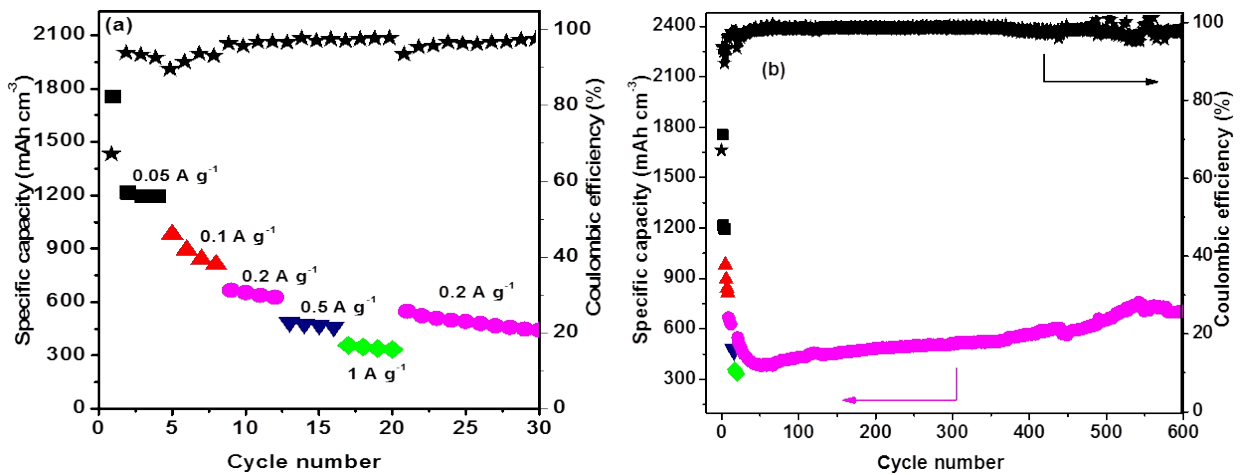 (a)
Specific capacity (mAh cm-3)
2100
1800
1500
1200
900
600
300
0
0.05 A g-1
0.1 A g-1
0.2 A g-1
0.5 A g-1
1 A g-1
0.2 A g-1
0 5 10 15 20 25 30
Cycle number
100
80
60
40
20
0
Coulombic efficiency (%)
(b)
Specific capacity (mAh cm-3)
2400
2100
1800
1500
1200
900
600
300
0 100 200 300 400 500 600
Cycle number
100
80
60
40
20
0
Coulombic efficiency (%)